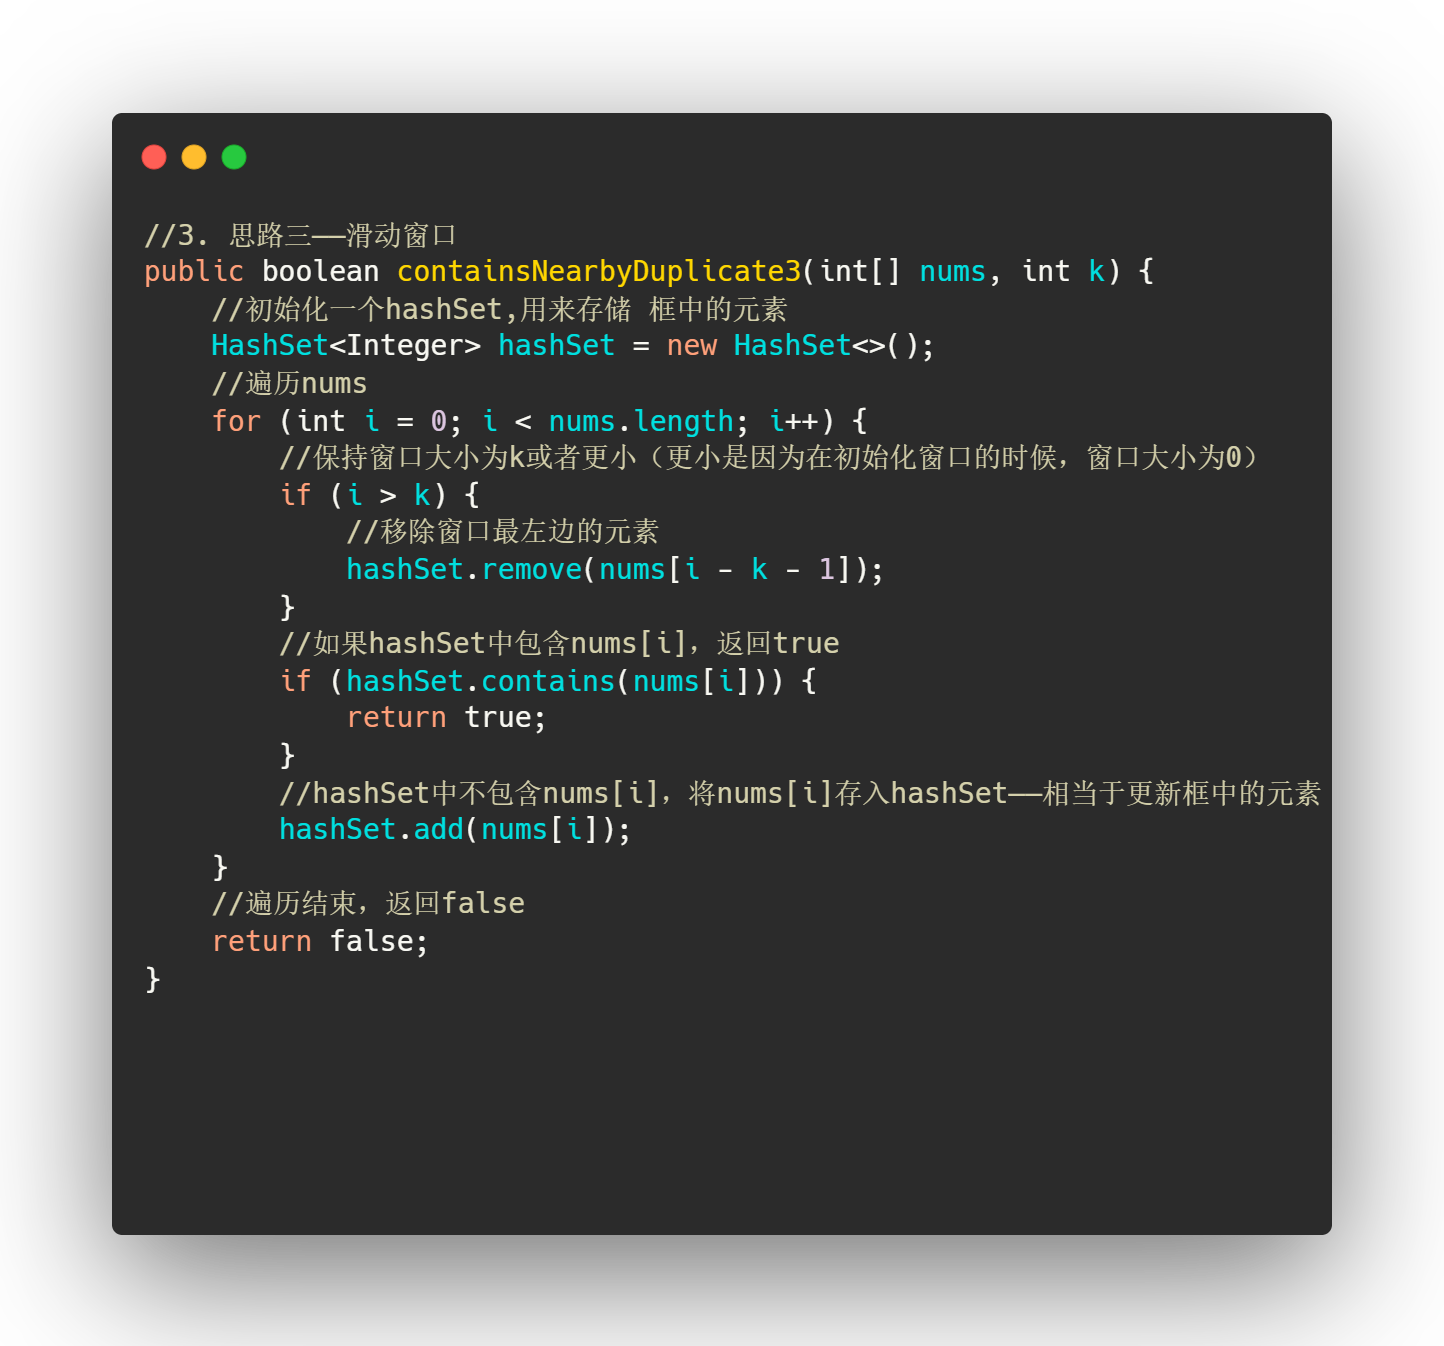 //3. 思路三——滑动窗口
public boolean containsNearbyDuplicate3(int[] nums, int k) {
    //初始化一个hashSet,用来存储 框中的元素
    HashSet<Integer> hashSet = new HashSet<>();
    //遍历nums
    for (int i = 0; i < nums.length; i++) {
        //保持窗口大小为k或者更小（更小是因为在初始化窗口的时候，窗口大小为0）
        if (i > k) {
            //移除窗口最左边的元素
            hashSet.remove(nums[i - k - 1]);
        }
        //如果hashSet中包含nums[i]，返回true
        if (hashSet.contains(nums[i])) {
            return true;
        }
        //hashSet中不包含nums[i]，将nums[i]存入hashSet——相当于更新框中的元素
        hashSet.add(nums[i]);
    }
    //遍历结束，返回false
    return false;
}